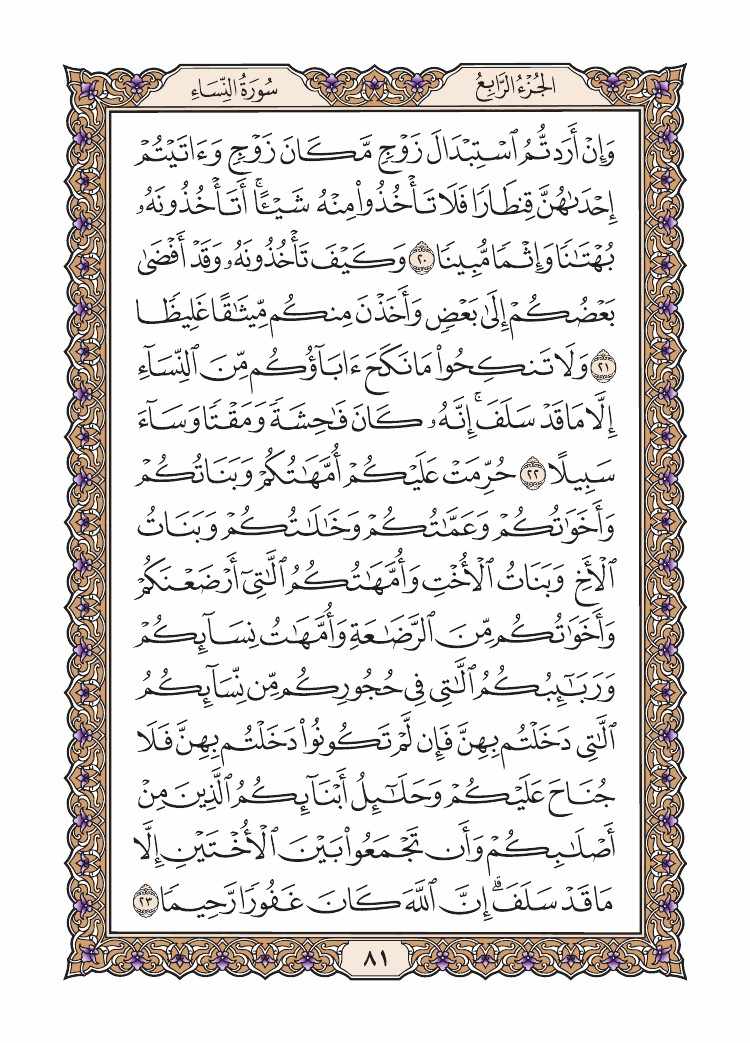 الجُزْءُ الرَّابِعُ
سُورَةُ النِّسَاءِ
وَإِنْ أَرَدتُّمُ ٱسْتِبْدَالَ زَوْجٍ مَّكَانَ زَوْجٍ وَءَاتَيْتُمْ
إِحْدَىٰهُنَّ قِنطَارًا فَلَا تَأْخُذُوا۟ مِنْهُ شَيْـًٔا ۚ أَتَأْخُذُونَهُۥ
بُهْتَٰنًا وَإِثْمًا مُّبِينًا ٢٠ وَكَيْفَ تَأْخُذُونَهُۥ وَقَدْ أَفْضَىٰ
بَعْضُكُمْ إِلَىٰ بَعْضٍ وَأَخَذْنَ مِنكُم مِّيثَٰقًا غَلِيظًا
٢١ وَلَا تَنكِحُوا۟ مَا نَكَحَ ءَابَآؤُكُم مِّنَ ٱلنِّسَآءِ
إِلَّا مَا قَدْ سَلَفَ ۚ إِنَّهُۥ كَانَ فَٰحِشَةً وَمَقْتًا وَسَآءَ
سَبِيلًا ٢٢ حُرِّمَتْ عَلَيْكُمْ أُمَّهَٰتُكُمْ وَبَنَاتُكُمْ
وَأَخَوَٰتُكُمْ وَعَمَّٰتُكُمْ وَخَٰلَٰتُكُمْ وَبَنَاتُ
ٱلْأَخِ وَبَنَاتُ ٱلْأُخْتِ وَأُمَّهَٰتُكُمُ ٱلَّٰتِىٓ أَرْضَعْنَكُمْ
وَأَخَوَٰتُكُم مِّنَ ٱلرَّضَٰعَةِ وَأُمَّهَٰتُ نِسَآئِكُمْ
وَرَبَٰٓئِبُكُمُ ٱلَّٰتِى فِى حُجُورِكُم مِّن نِّسَآئِكُمُ
ٱلَّٰتِى دَخَلْتُم بِهِنَّ فَإِن لَّمْ تَكُونُوا۟ دَخَلْتُم بِهِنَّ فَلَا
جُنَاحَ عَلَيْكُمْ وَحَلَٰٓئِلُ أَبْنَآئِكُمُ ٱلَّذِينَ مِنْ
أَصْلَٰبِكُمْ وَأَن تَجْمَعُوا۟ بَيْنَ ٱلْأُخْتَيْنِ إِلَّا
مَا قَدْ سَلَفَ ۗ إِنَّ ٱللَّهَ كَانَ غَفُورًا رَّحِيمًا ٢٣
٨١